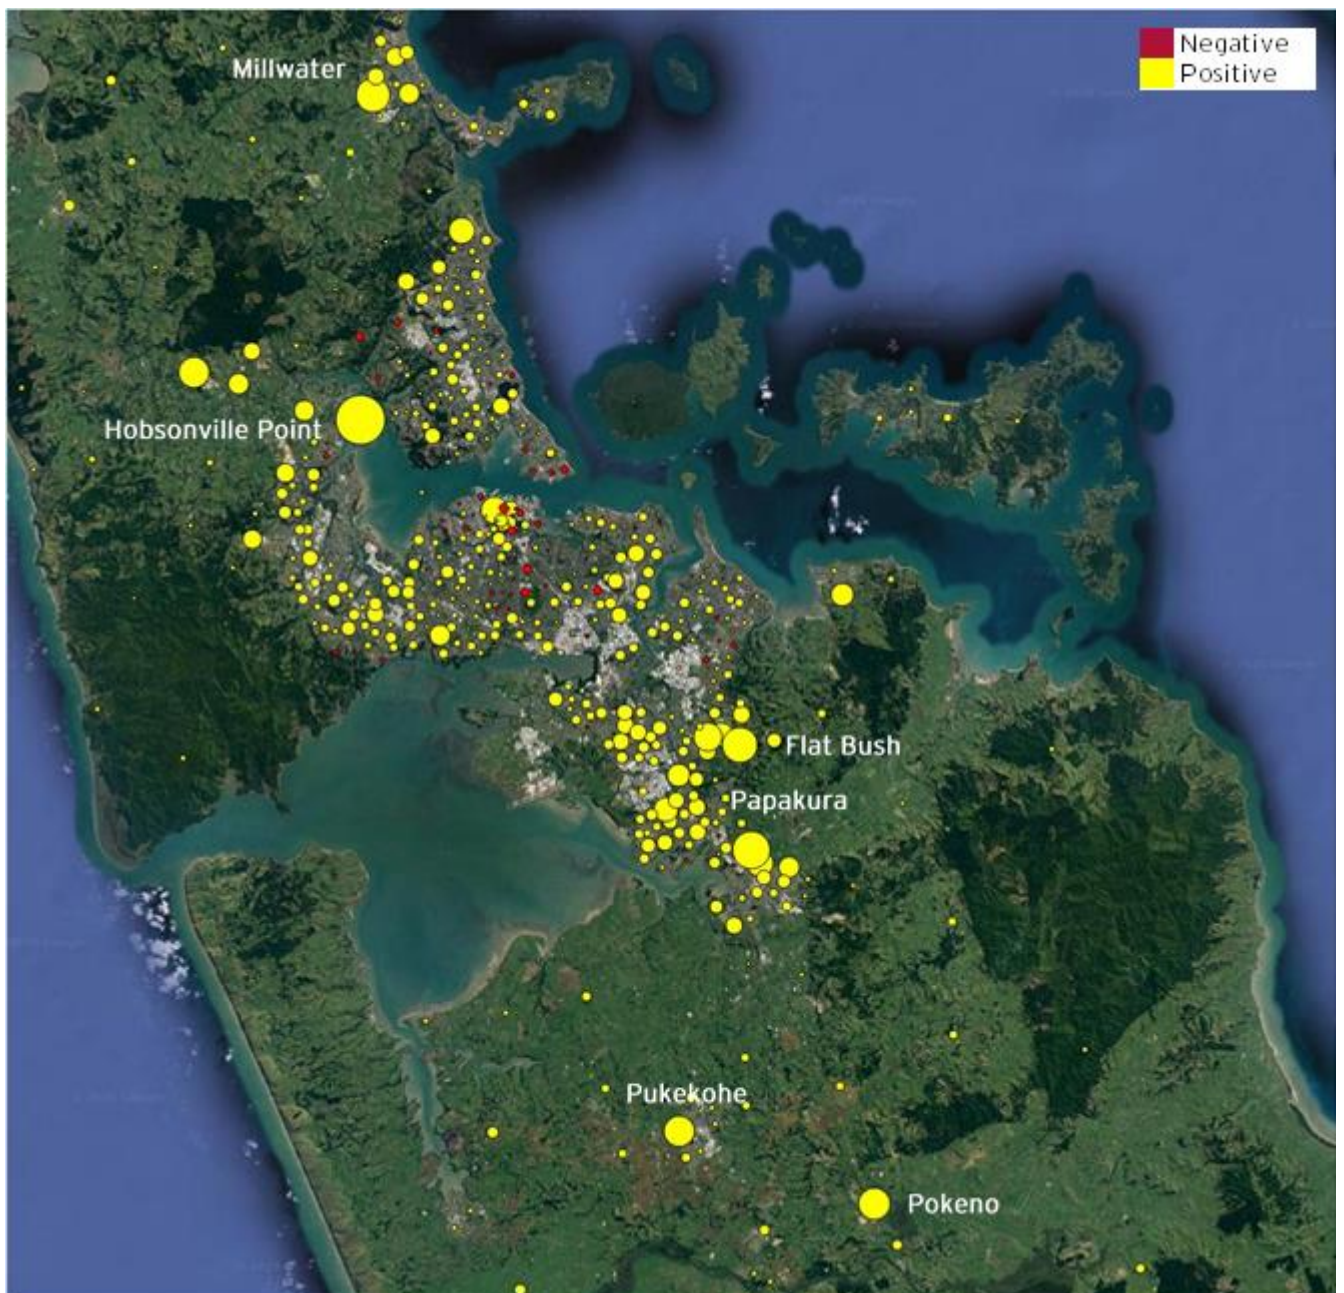 Negative
Positive
Millwater
Hobsonville Point
Flat Bush
Papakura
Pukekohe
Pokeno